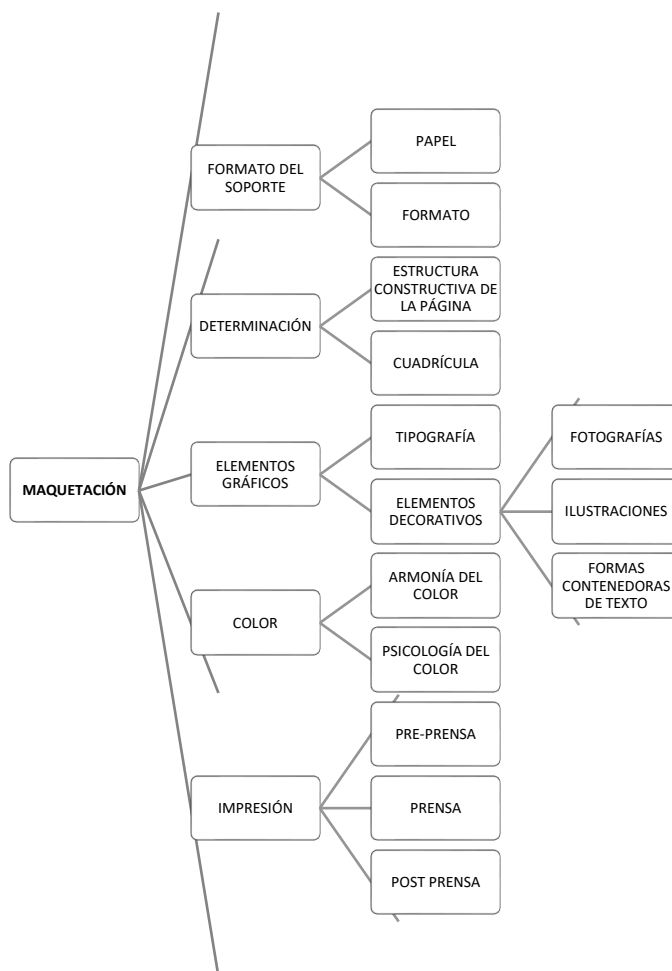 MAQUETACIÓN
FORMATO DEL
SOPORTE
PAPEL
FORMATO
DETERMINACIÓN
ESTRUCTURA
CONSTRUCTIVA DE
LA PÁGINA
CUADRÍCULA
ELEMENTOS
GRÁFICOS
TIPOGRAFÍA
ELEMENTOS
DECORATIVOS
FOTOGRAFÍAS
ILUSTRACIONES
FORMAS
CONTENEDORAS
DE TEXTO
COLOR
ARMONÍA DEL
COLOR
PSICOLOGÍA DEL
COLOR
IMPRESIÓN
PRE-PRENSA
PRENSA
POST PRENSA